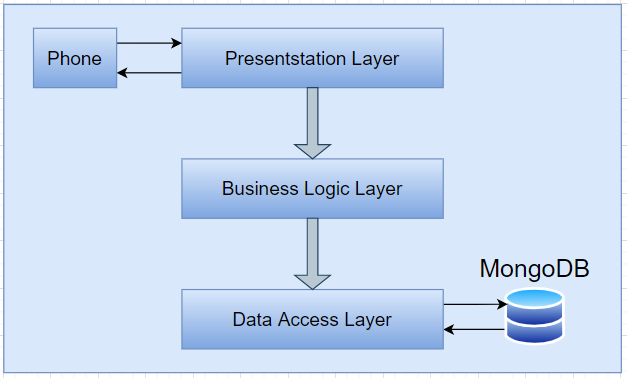 Phone
Presentstation Layer
Business Logic Layer
MongoDB
Data Access Layer